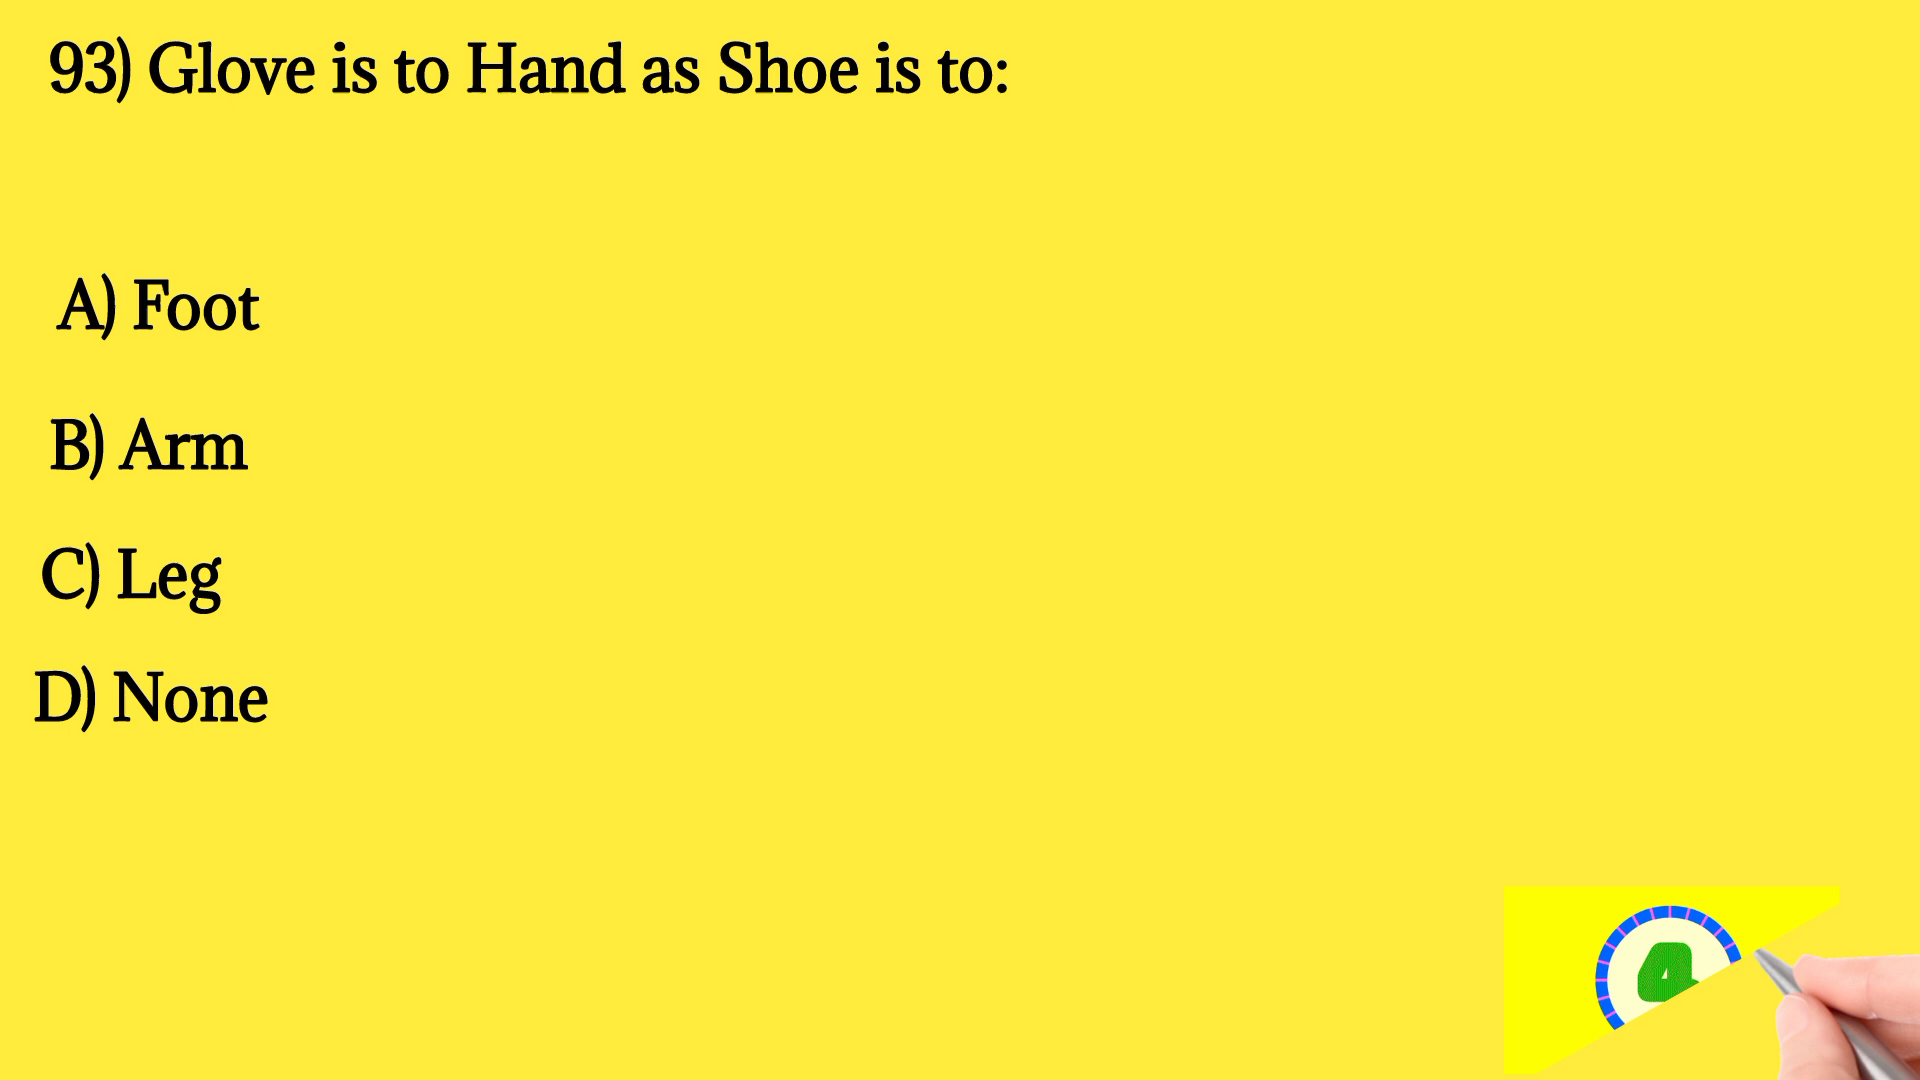 93) Glove is to Hand as Shoe is to:
A) Foot
B) Arm
C) Leg
D) None
4